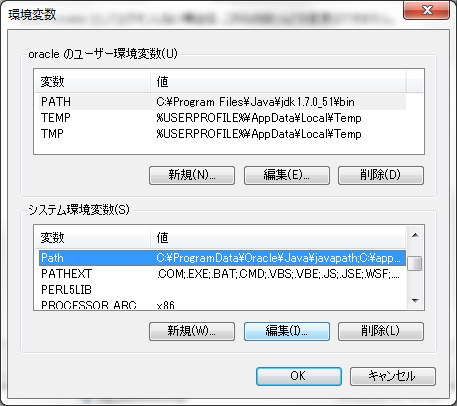 環境変数
oracle のユーザー環境変数(U)
変数 値
PATH C:¥Program Files¥Java¥jdk1.7.0_51¥bin
TEMP %USERPROFILE%¥AppData¥Local¥Temp
TMP %USERPROFILE%¥AppData¥Local¥Temp
新規(N)... 編集(E)... 削除(D)
システム環境変数(S)
変数 値
Path C:¥ProgramData¥Oracle¥Java¥javapath;C:¥app...
PATHEXT .COM;.EXE;.BAT;.CMD;.VBS;.VBE;.JS;.JSE;.WSF;....
PERL5LIB
PROCESSOR_ARC... x86
新規(W)... 編集(I)... 削除(L)
OK キャンセル